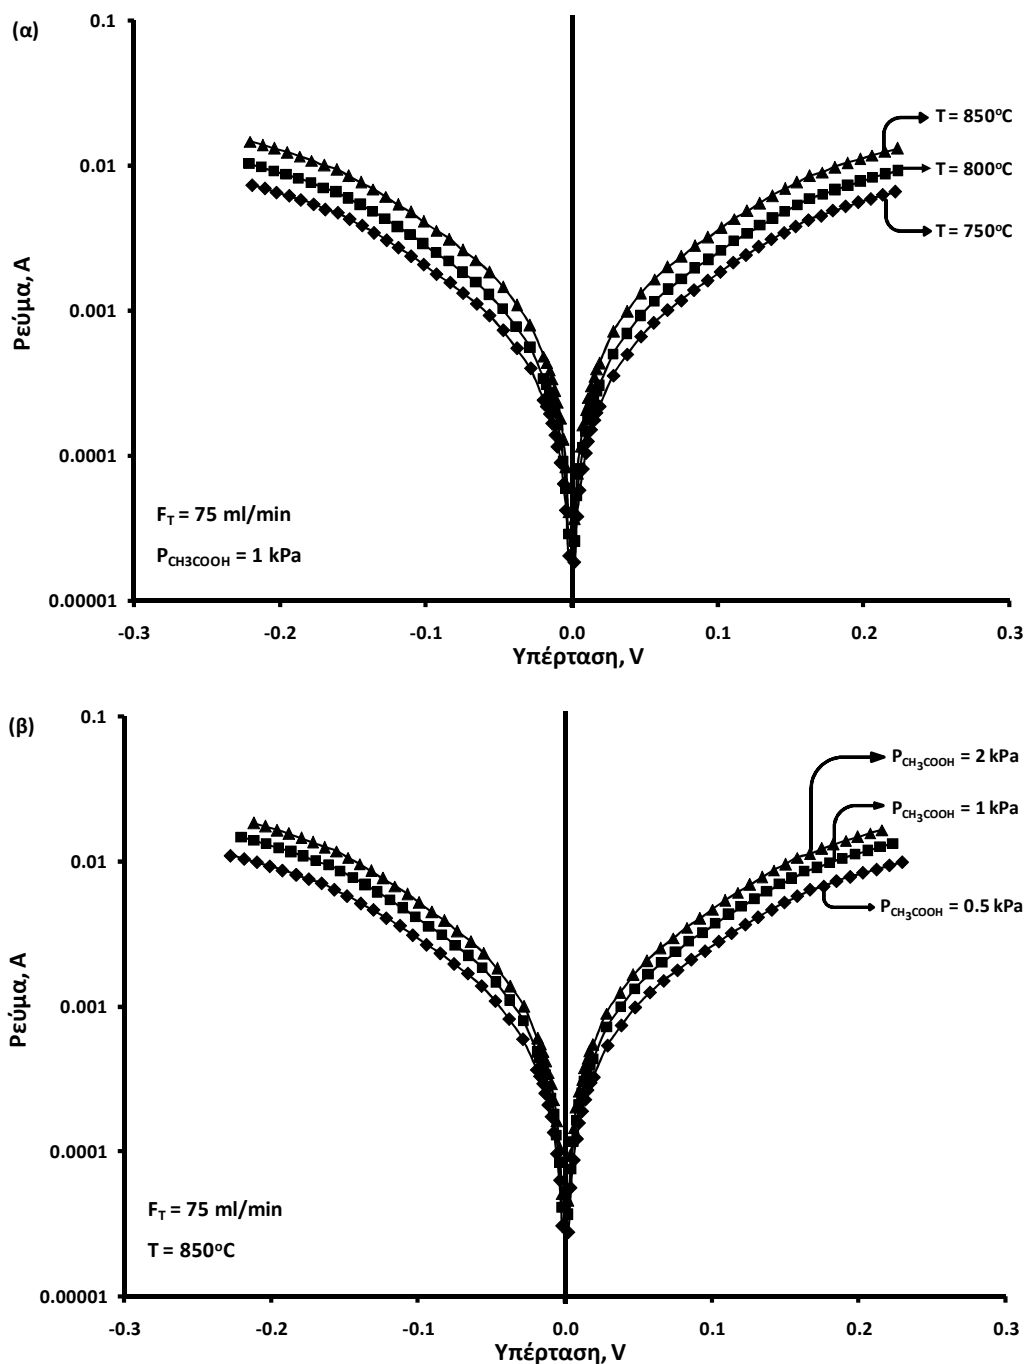 (α)
0.1
T = 850°C
0.01
T = 800°C
T = 750°C
Ρεύμα, Α
0.001
0.0001
F_T = 75 ml/min
P_CH3COOH = 1 kPa
0.00001
-0.3 -0.2 -0.1 0.0 0.1 0.2 0.3
Υπέρταση, V
(β)
0.1
P_CH₃COOH = 2 kPa
P_CH₃COOH = 1 kPa
0.01
P_CH₃COOH = 0.5 kPa
Ρεύμα, Α
0.001
0.0001
F_T = 75 ml/min
T = 850°C
0.00001
-0.3 -0.2 -0.1 0.0 0.1 0.2 0.3
Υπέρταση, V